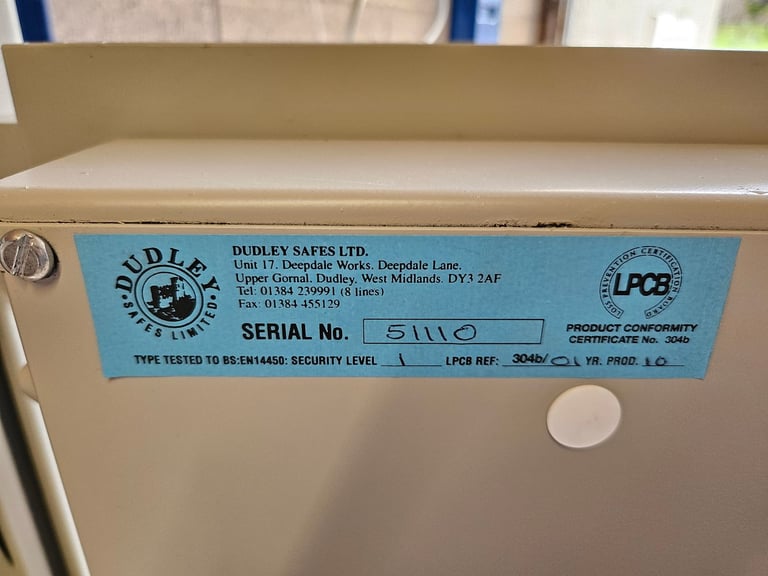 DUDLEY SAFES LIMITED
DUDLEY SAFES LTD.
Unit 17. Deepdale Works. Deepdale Lane.
Upper Gornal. Dudley. West Midlands. DY3 2AF
Tel: 01384 239991 (8 lines)
Fax: 01384 455129
SERIAL No. 51110
TYPE TESTED TO BS:EN14450: SECURITY LEVEL 1 LPCB REF: 304b/01 YR. PROD. 10
LOSS PREVENTION CERTIFICATION BOARD
LPCB
PRODUCT CONFORMITY
CERTIFICATE No. 304b